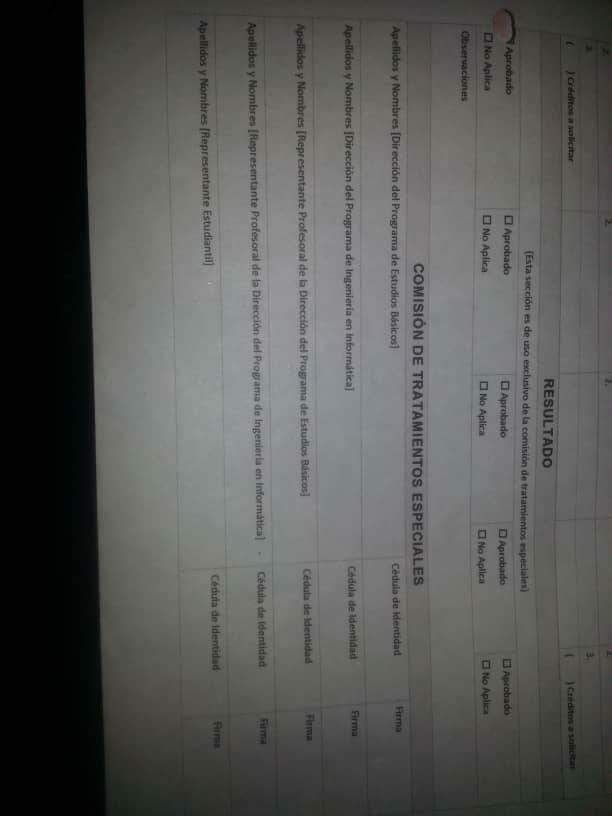 2. 2. 2. 2.
3. 3.
( ) Créditos a solicitar ( ) Créditos a solicitar
RESULTADO
(Esta sección es de uso exclusivo de la comisión de tratamientos especiales)
Aprobado ☐ Aprobado ☐ Aprobado ☐ Aprobado ☐ Aprobado
☐ No Aplica ☐ No Aplica ☐ No Aplica ☐ No Aplica ☐ No Aplica
Observaciones
COMISIÓN DE TRATAMIENTOS ESPECIALES
Apellidos y Nombres [Dirección del Programa de Estudios Básicos] Cédula de Identidad Firma
Apellidos y Nombres [Dirección del Programa de Ingeniería en Informática] Cédula de Identidad Firma
Apellidos y Nombres [Representante Profesoral de la Dirección del Programa de Estudios Básicos] Cédula de Identidad Firma
Apellidos y Nombres [Representante Profesoral de la Dirección del Programa de Ingeniería en Informática] Cédula de Identidad Firma
Apellidos y Nombres [Representante Estudiantil] Cédula de Identidad Firma